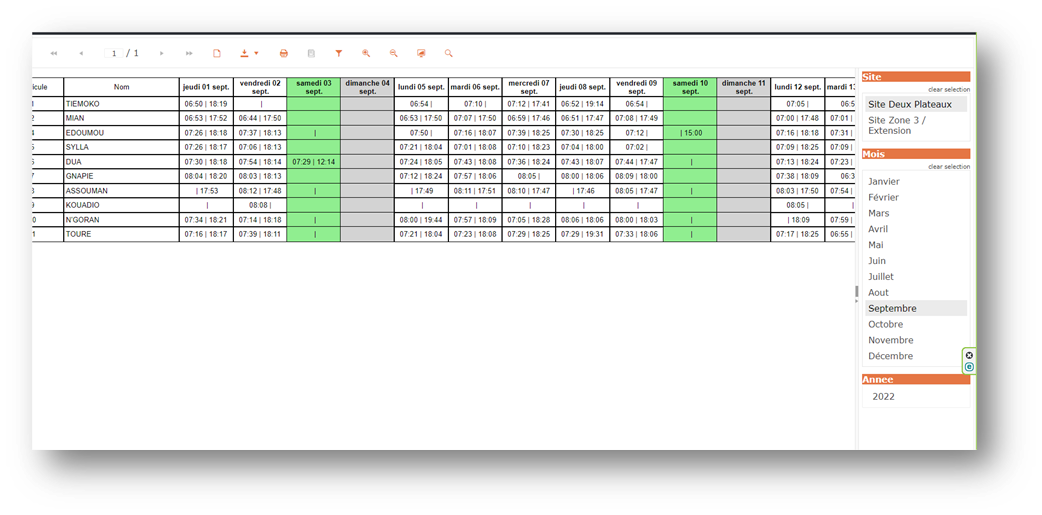 1 / 1
icule Nom jeudi 01 sept. vendredi 02 sept. samedi 03 sept. dimanche 04 sept. lundi 05 sept. mardi 06 sept. mercredi 07 sept. jeudi 08 sept. vendredi 09 sept. samedi 10 sept. dimanche 11 sept. lundi 12 sept. mardi 13
1 TIEMOKO 06:50 | 18:19 | 06:54 | 07:10 | 07:12 | 17:41 06:52 | 19:14 06:54 | 07:05 | 06:5
2 MIAN 06:53 | 17:52 06:44 | 17:50 06:53 | 17:50 07:07 | 17:50 06:59 | 17:46 06:51 | 17:47 07:08 | 17:49 07:00 | 17:48 07:01 |
4 EDOUMOU 07:26 | 18:18 07:37 | 18:13 | 07:50 | 07:16 | 18:07 07:39 | 18:25 07:30 | 18:25 07:12 | | 15:00 07:16 | 18:18 07:31 |
5 SYLLA 07:26 | 18:17 07:06 | 18:13 07:21 | 18:04 07:01 | 18:08 07:10 | 18:23 07:04 | 18:00 07:02 | 07:09 | 18:25 07:09 |
6 DUA 07:30 | 18:18 07:54 | 18:14 07:29 | 12:14 07:24 | 18:05 07:43 | 18:08 07:36 | 18:24 07:43 | 18:07 07:44 | 17:47 | 07:13 | 18:24 07:23 |
7 GNAPIE 08:04 | 18:20 08:03 | 18:13 07:12 | 18:24 07:57 | 18:06 08:05 | 08:00 | 18:06 08:09 | 18:00 07:38 | 18:09 06:3
8 ASSOUMAN | 17:53 08:12 | 17:48 | | 17:49 08:11 | 17:51 08:10 | 17:47 | 17:46 08:05 | 17:47 | 08:03 | 17:50 07:54 |
9 KOUADIO | 08:08 | | | | | | 08:05 | |
0 N'GORAN 07:34 | 18:21 07:14 | 18:18 | 08:00 | 19:44 07:57 | 18:09 07:05 | 18:28 08:06 | 18:06 08:00 | 18:03 | | 18:09 07:59 |
1 TOURE 07:16 | 18:17 07:39 | 18:11 | 07:21 | 18:04 07:23 | 18:08 07:29 | 18:25 07:29 | 19:31 07:33 | 18:06 | 07:17 | 18:25 06:55 |
Site
clear selection
Site Deux Plateaux
Site Zone 3 /
Extension
Mois
clear selection
Janvier
Février
Mars
Avril
Mai
Juin
Juillet
Aout
Septembre
Octobre
Novembre
Décembre
Annee
2022